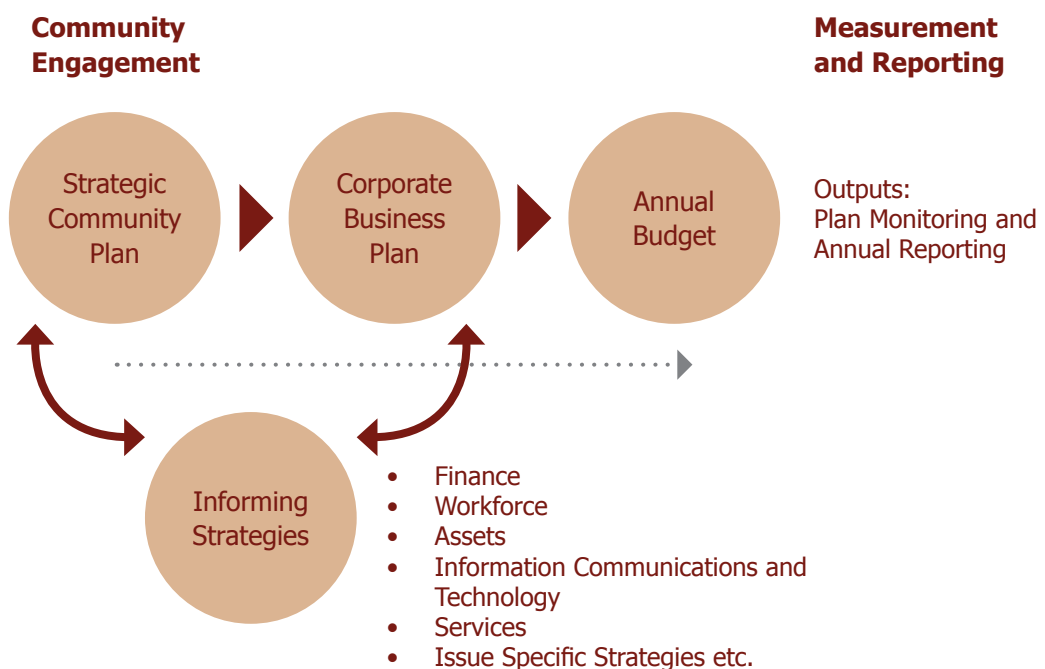 Community
Engagement
Measurement
and Reporting
Strategic
Community
Plan
Corporate
Business
Plan
Annual
Budget
Outputs:
Plan Monitoring and
Annual Reporting
Informing
Strategies
• Finance
• Workforce
• Assets
• Information Communications and
Technology
• Services
• Issue Specific Strategies etc.